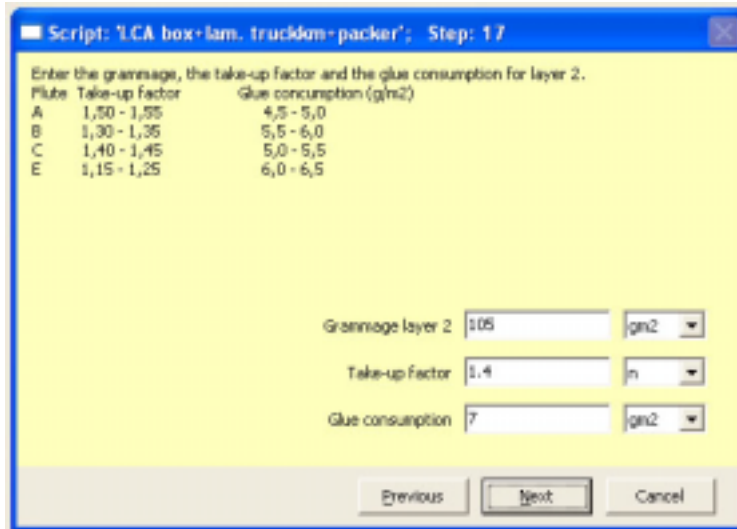 Script: 'LCA box+lam. truckkm+packer'; Step: 17
Enter the grammage, the take-up factor and the glue consumption for layer 2.
Flute Take-up factor Glue concumption (g/m2)
A 1,50 - 1,55 4,5 - 5,0
B 1,30 - 1,35 5,5 - 6,0
C 1,40 - 1,45 5,0 - 5,5
E 1,15 - 1,25 6,0 - 6,5
Grammage layer 2 105 gm2
Take-up factor 1.4 n
Glue consumption 7 gm2
Previous Next Cancel